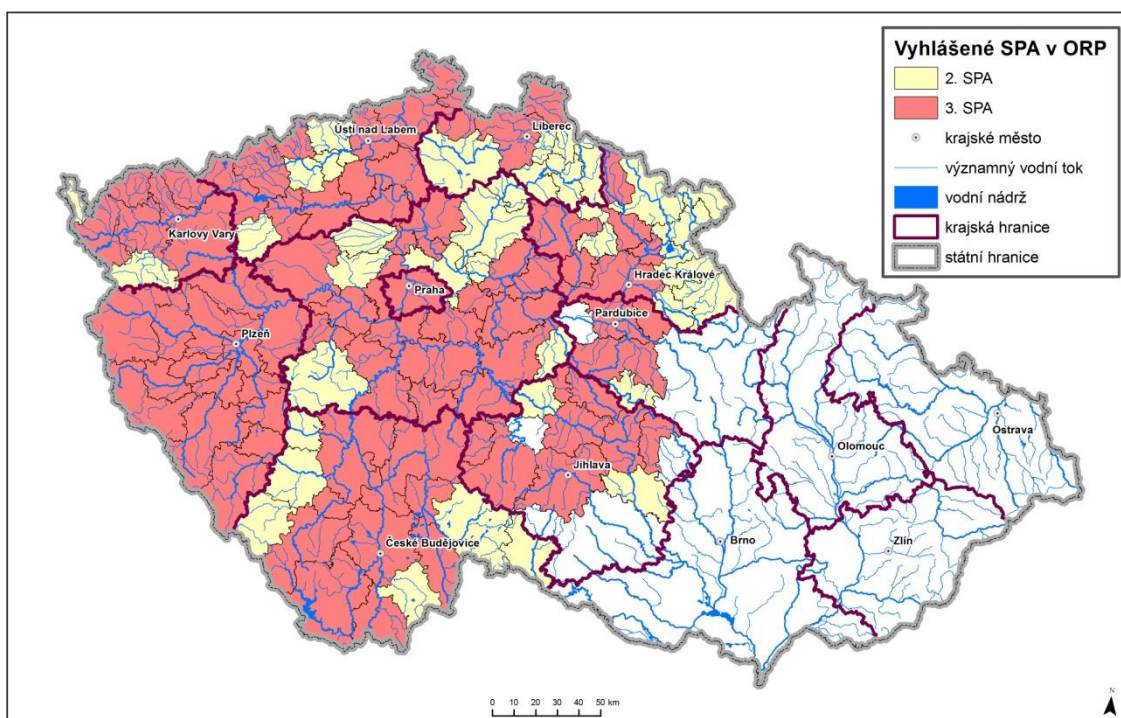 Vyhlášené SPA v ORP
2. SPA
3. SPA
krajské město
významný vodní tok
vodní nádrž
krajská hranice
státní hranice
Ústí nad Labem
Liberec
Karlovy Vary
Praha
Hradec Králové
Pardubice
Plzeň
Ostrava
Olomouc
Jihlava
Brno
Zlín
České Budějovice
0 10 20 30 40 50 km
N